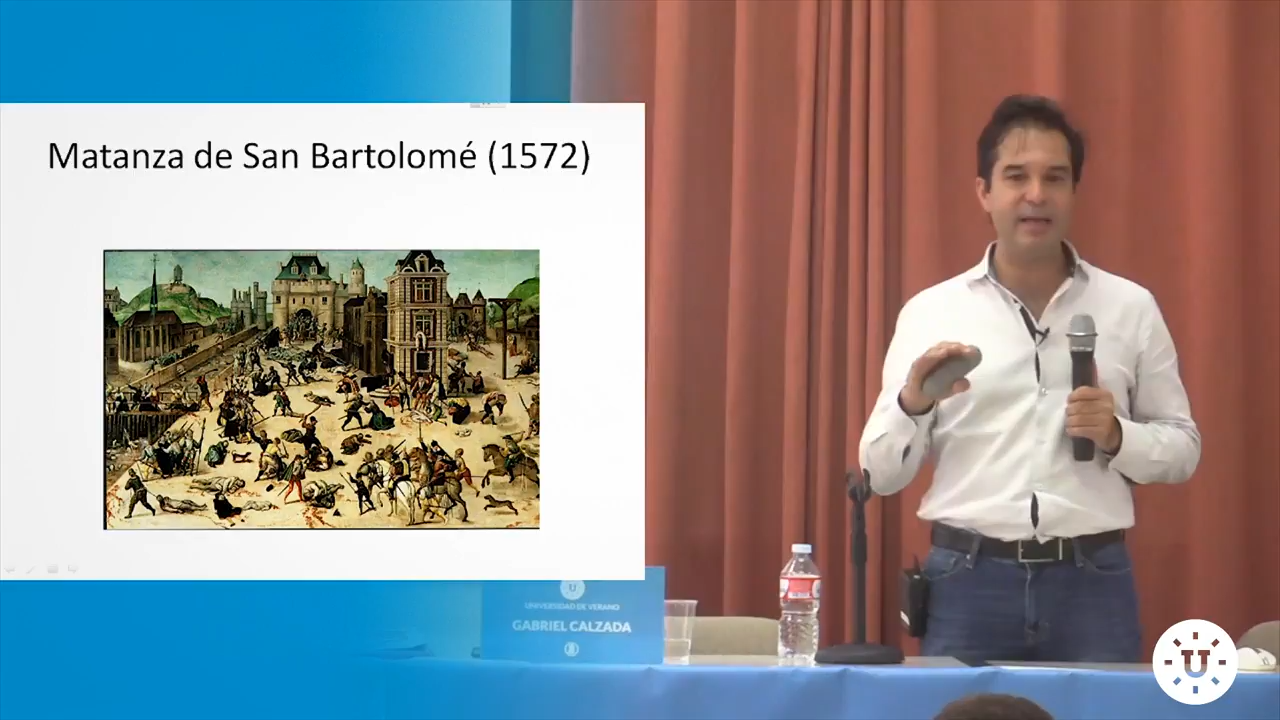 Matanza de San Bartolomé (1572)
U
UNIVERSIDAD DE VERANO
GABRIEL CALZADA
U